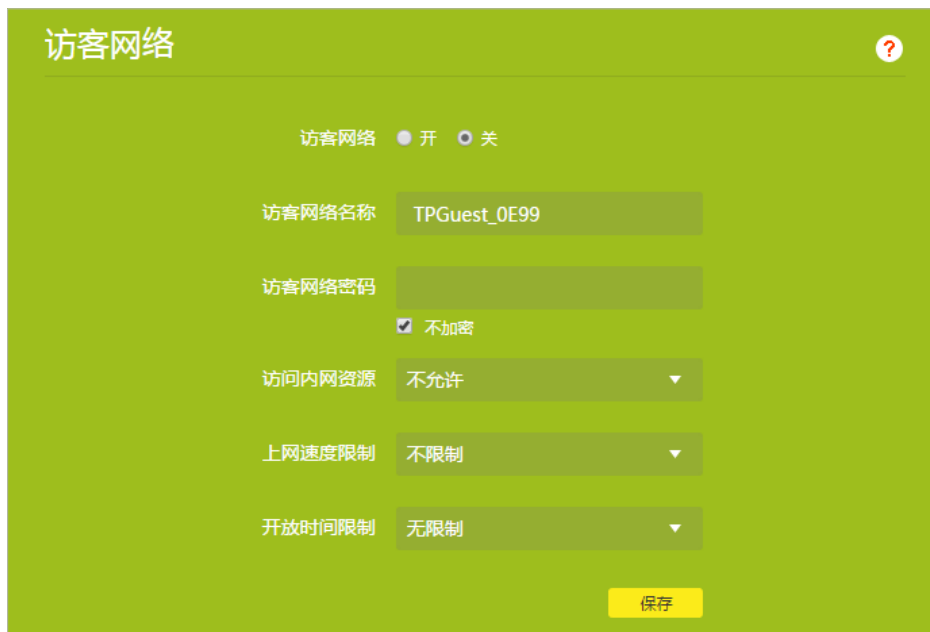 访客网络
?
访客网络 开 关
访客网络名称 TPGuest_0E99
访客网络密码
不加密
访问内网资源 不允许
上网速度限制 不限制
开放时间限制 无限制
保存